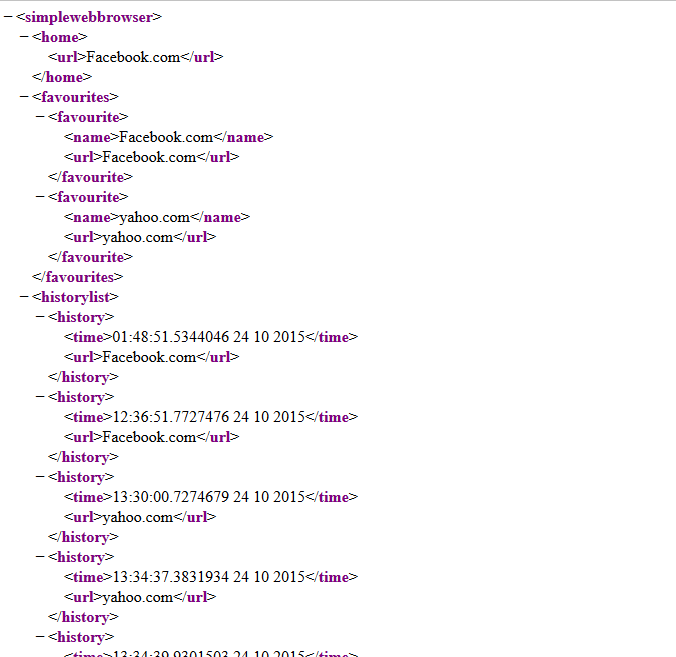 − <simplewebbrowser>
− <home>
<url>Facebook.com</url>
</home>
− <favourites>
− <favourite>
<name>Facebook.com</name>
<url>Facebook.com</url>
</favourite>
− <favourite>
<name>yahoo.com</name>
<url>yahoo.com</url>
</favourite>
</favourites>
− <historylist>
− <history>
<time>01:48:51.5344046 24 10 2015</time>
<url>Facebook.com</url>
</history>
− <history>
<time>12:36:51.7727476 24 10 2015</time>
<url>Facebook.com</url>
</history>
− <history>
<time>13:30:00.7274679 24 10 2015</time>
<url>yahoo.com</url>
</history>
− <history>
<time>13:34:37.3831934 24 10 2015</time>
<url>yahoo.com</url>
</history>
− <history>
<time>13:34:39.9301503 24 10 2015</time>